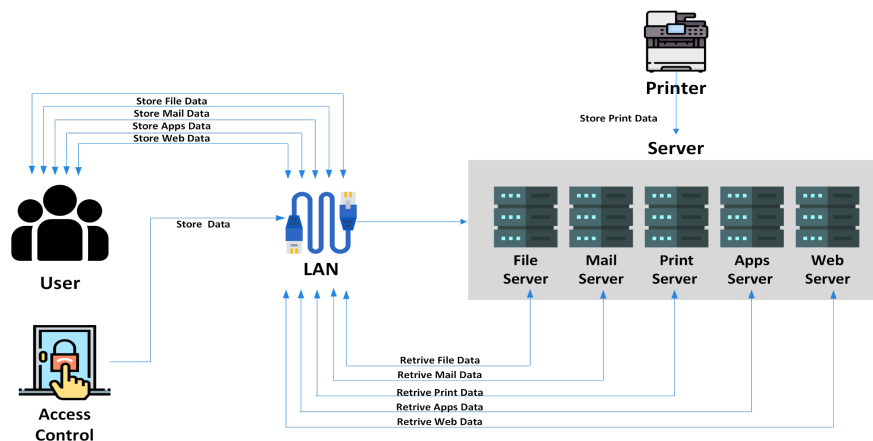 Printer
Store File Data
Store Mail Data
Store Apps Data
Store Web Data
Store Print Data
Server
Store  Data
User
LAN
File
Server
Mail
Server
Print
Server
Apps
Server
Web
Server
Retrive File Data
Retrive Mail Data
Retrive Print Data
Retrive Apps Data
Retrive Web Data
Access
Control